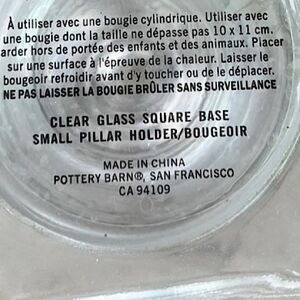 À utiliser avec une bougie cylindrique. Utiliser avec
une bougie dont la taille ne dépasse pas 10 x 11 cm.
arder hors de portée des enfants et des animaux. Placer
sur une surface à l'épreuve de la chaleur. Laisser le
bougeoir refroidir avant d'y toucher ou de le déplacer.
NE PAS LAISSER LA BOUGIE BRÛLER SANS SURVEILLANCE
CLEAR GLASS SQUARE BASE
SMALL PILLAR HOLDER/BOUGEOIR
MADE IN CHINA
POTTERY BARN®, SAN FRANCISCO
CA 94109